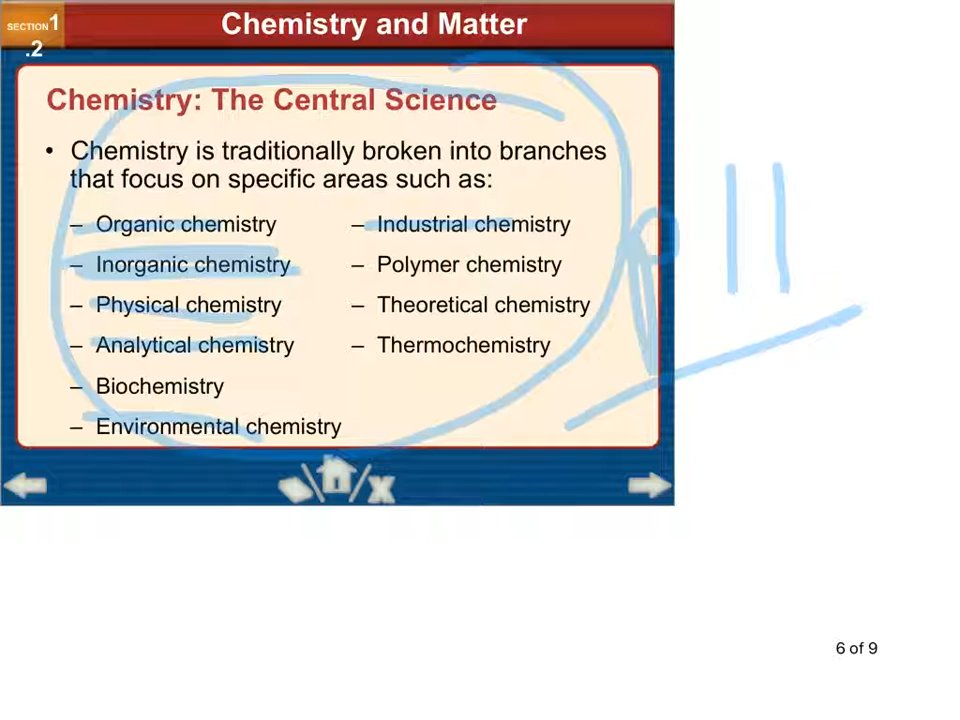 SECTION1
.2
Chemistry and Matter
Chemistry: The Central Science
• Chemistry is traditionally broken into branches
that focus on specific areas such as:
– Organic chemistry
– Inorganic chemistry
– Physical chemistry
– Analytical chemistry
– Biochemistry
– Environmental chemistry
– Industrial chemistry
– Polymer chemistry
– Theoretical chemistry
– Thermochemistry
p 11
X
6 of 9